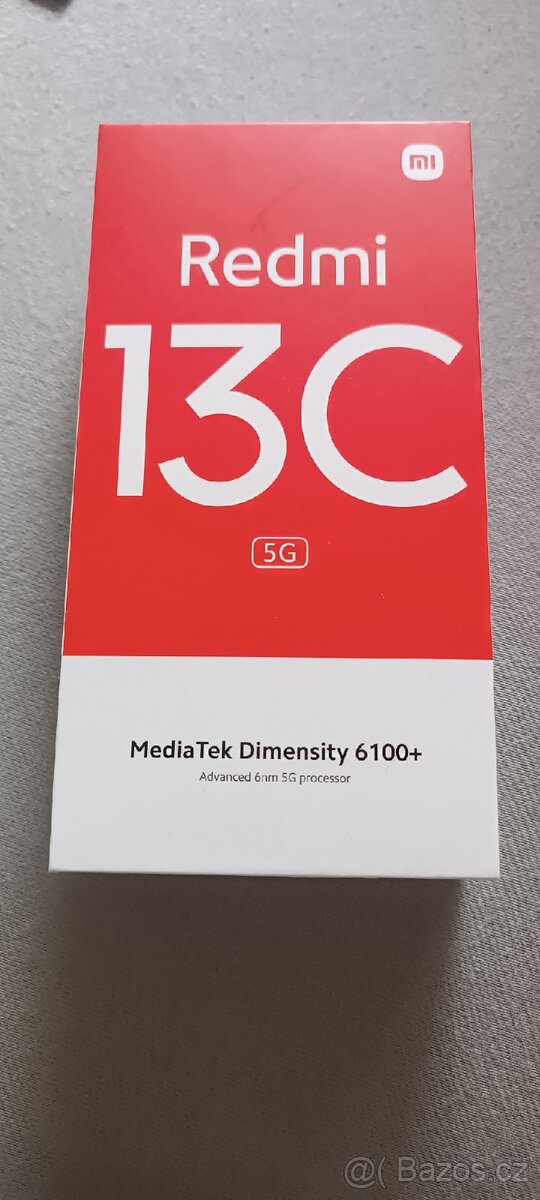 mi
Redmi
13C
5G
MediaTek Dimensity 6100+
Advanced 6nm 5G processor
@( Bazos.cz